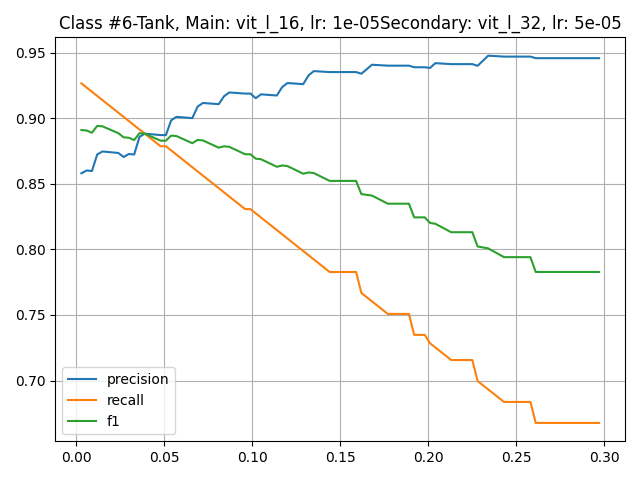 Class #6-Tank, Main: vit_l_16, lr: 1e-05Secondary: vit_l_32, lr: 5e-05
0.95
0.90
0.85
0.80
0.75
0.70
precision
recall
f1
0.00 0.05 0.10 0.15 0.20 0.25 0.30